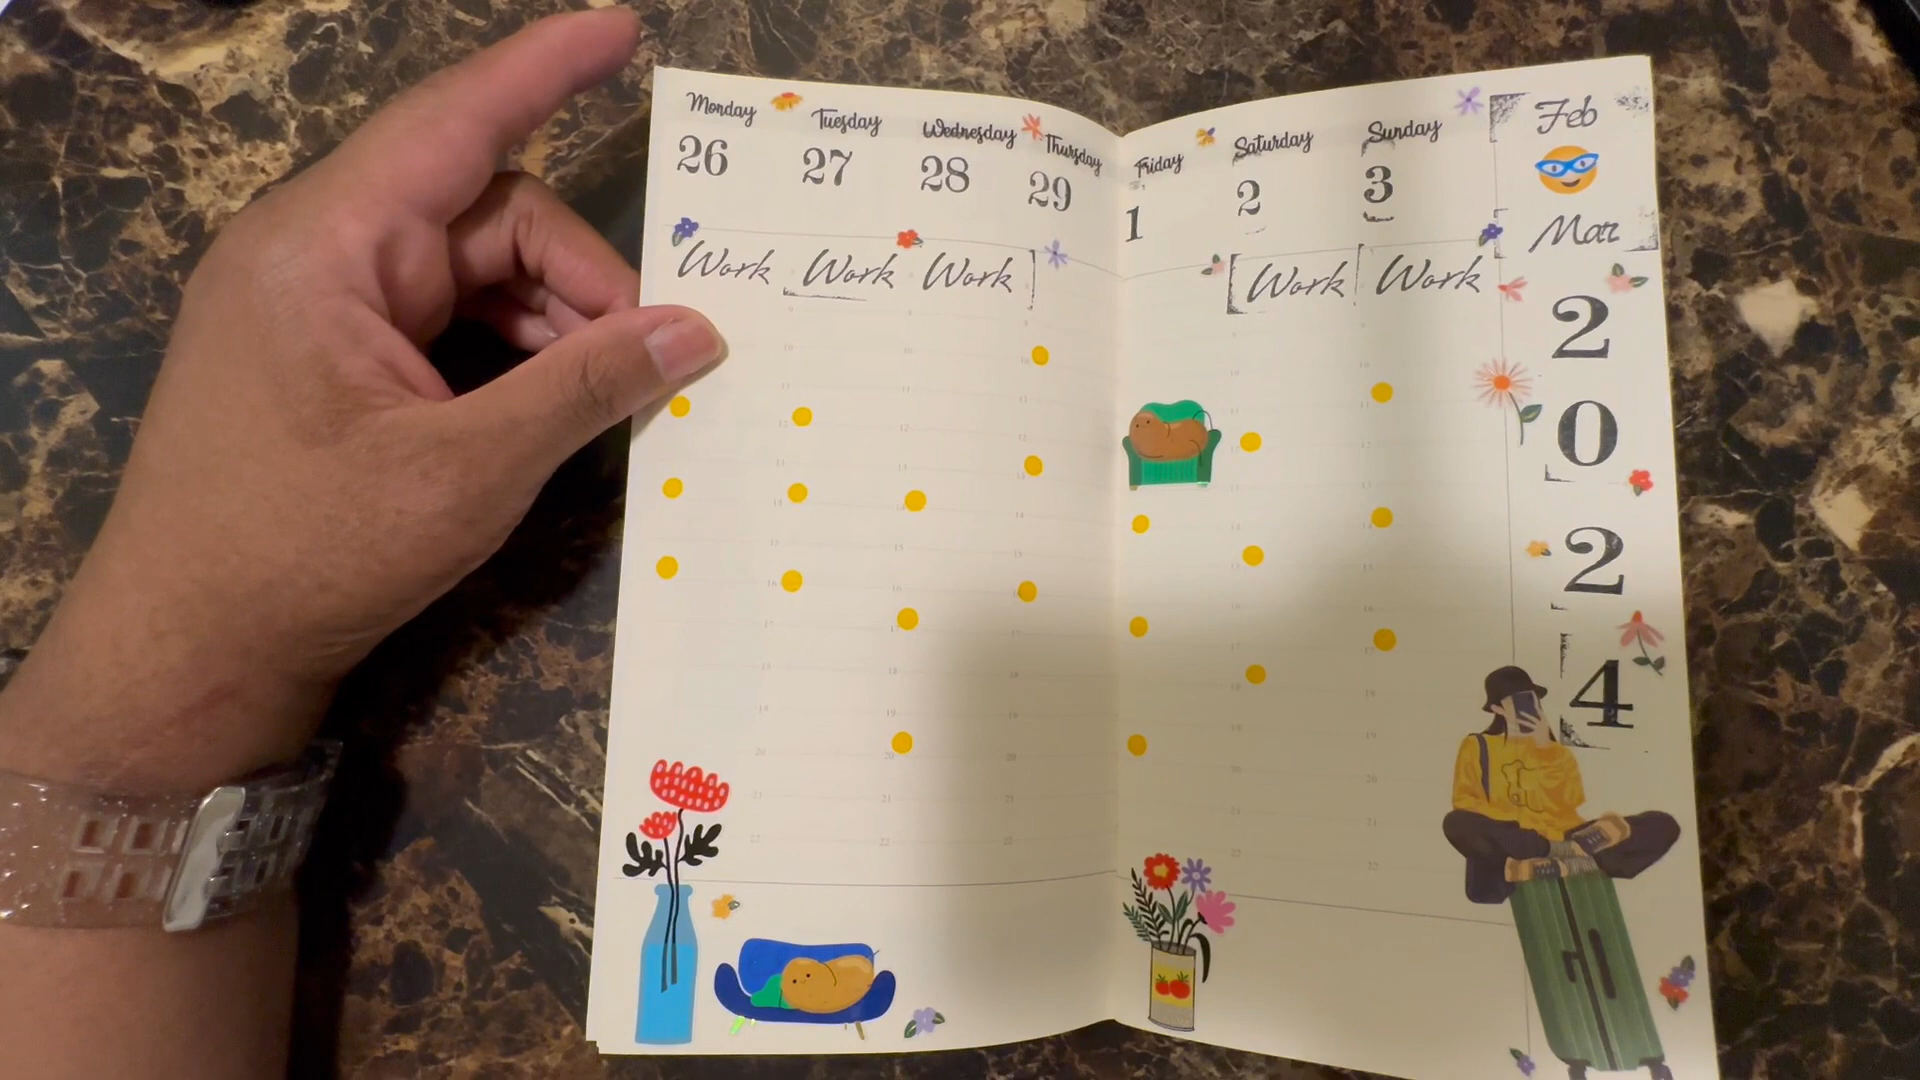 Monday Tuesday Wednesday Thursday Friday Saturday Sunday Feb
26 27 28 29 1 2 3
Mar
Work Work Work Work Work
2
0
2
4